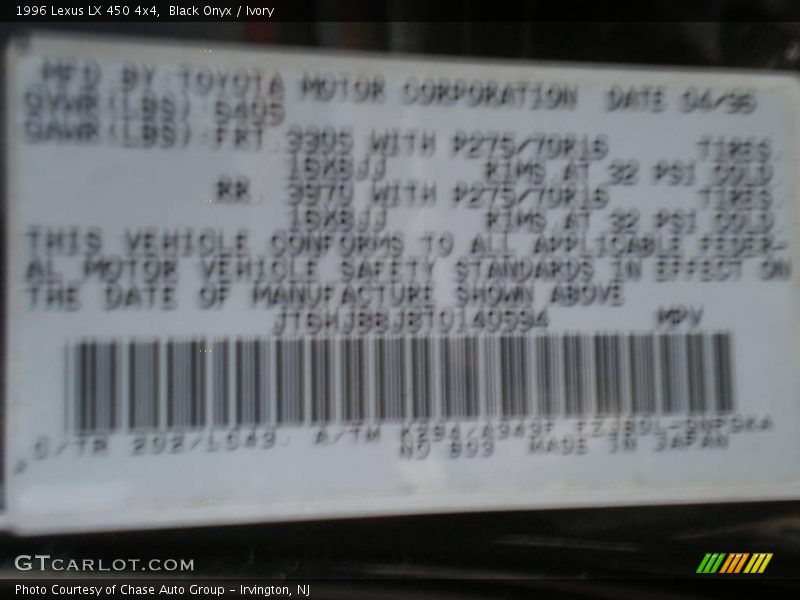 1996 Lexus LX 450 4x4,  Black Onyx / Ivory
MFD BY TOYOTA MOTOR CORPORATION DATE 04/96
GVWR(LBS) 6405
GAWR(LBS) FRT 3305 WITH P275/70R16 TIRES,
16X8JJ RIMS,AT 32 PSI COLD
RR 3970 WITH P275/70R16 TIRES,
16X8JJ RIMS,AT 32 PSI COLD
THIS VEHICLE CONFORMS TO ALL APPLICABLE FEDER-
AL MOTOR VEHICLE SAFETY STANDARDS IN EFFECT ON
THE DATE OF MANUFACTURE SHOWN ABOVE
MPV
C/TR 202/LC43 A/TM
MADE IN JAPAN
GTCARLOT.COM
Photo Courtesy of Chase Auto Group - Irvington, NJ